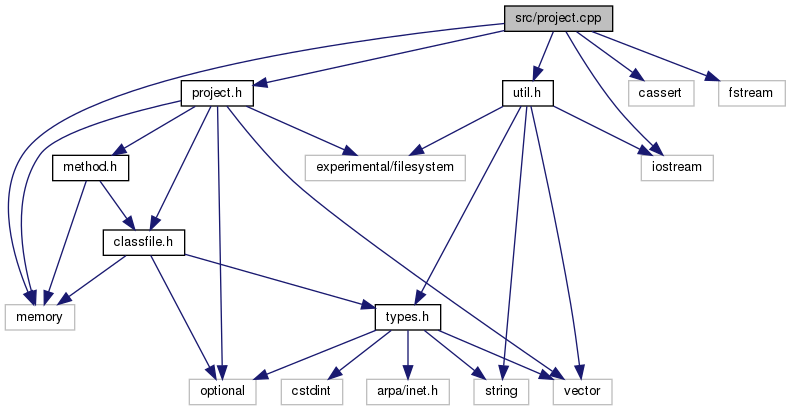 src/project.cpp
project.h
util.h
cassert
fstream
method.h
experimental/filesystem
iostream
classfile.h
memory
types.h
optional
cstdint
arpa/inet.h
string
vector